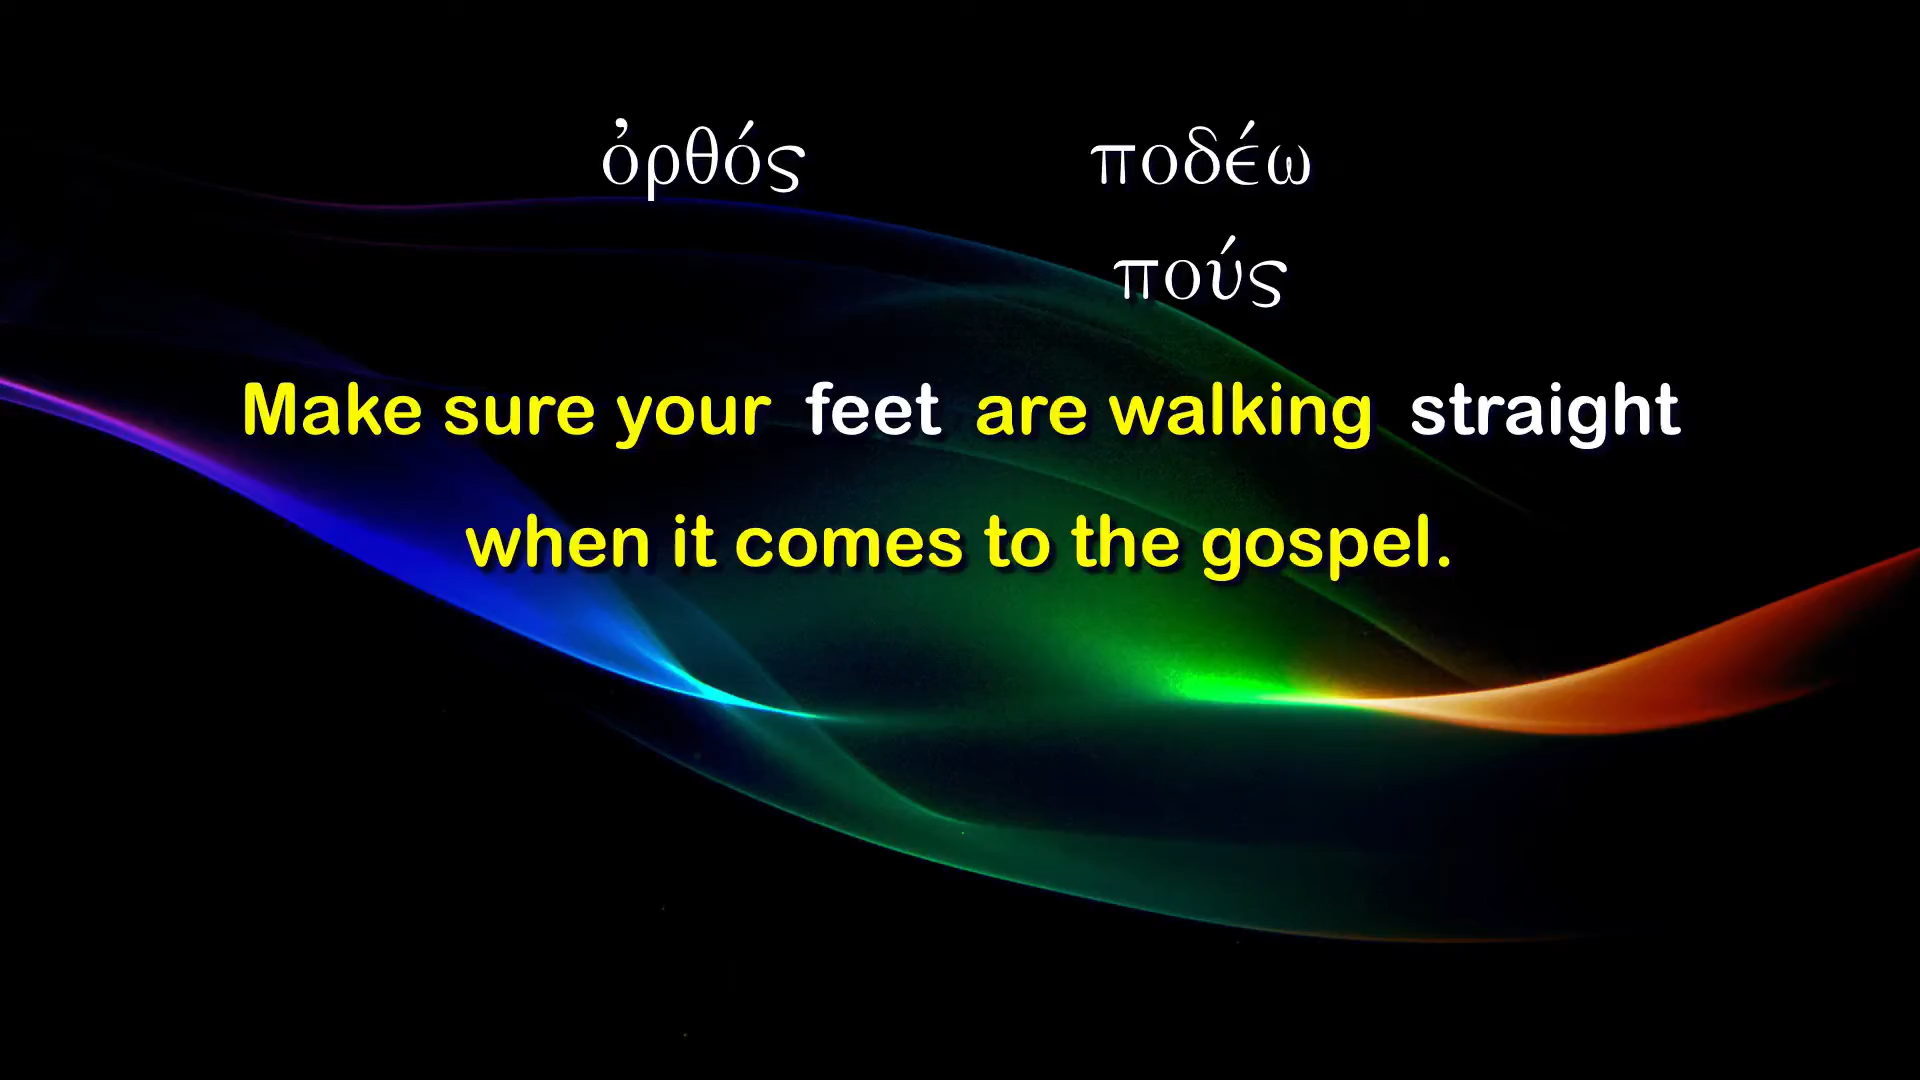 ὀρθός ποδέω
πούς
Make sure your feet are walking straight
when it comes to the gospel.